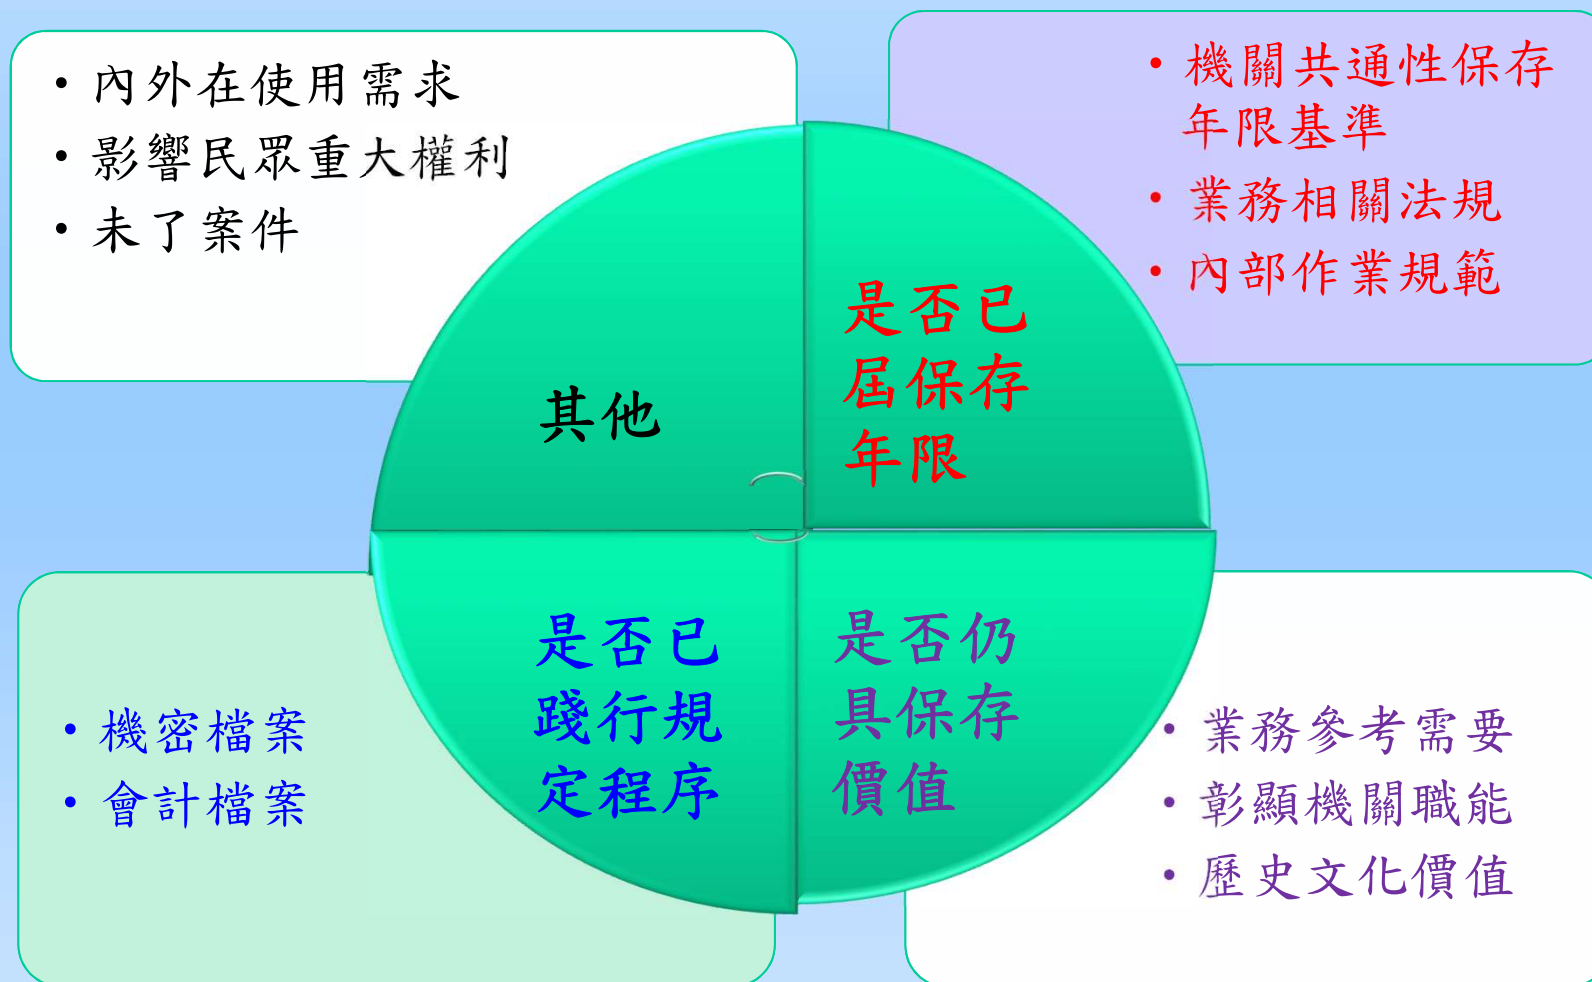 • 內外在使用需求
• 影響民眾重大權利
• 未了案件
• 機關共通性保存
年限基準
• 業務相關法規
• 內部作業規範
其他
是否已
屆保存
年限
是否已
踐行規
定程序
是否仍
具保存
價值
• 機密檔案
• 會計檔案
• 業務參考需要
• 彰顯機關職能
• 歷史文化價值